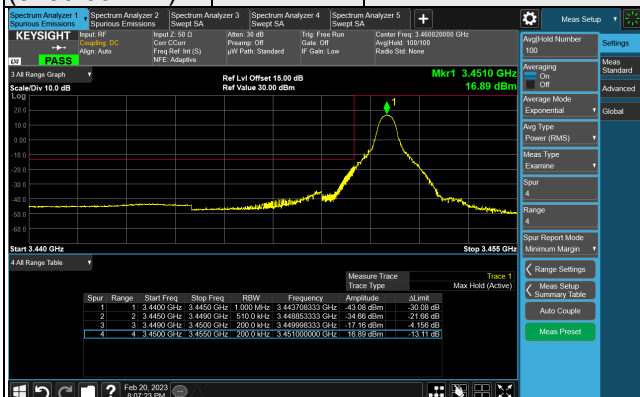 Spectrum Analyzer 1
Spurious Emissions
Spectrum Analyzer 2
Spurious Emissions
Spectrum Analyzer 3
Swept SA
Spectrum Analyzer 4
Swept SA
Spectrum Analyzer 5
Swept SA
+
Meas Setup
KEYSIGHT
LXI
PASS
Input: RF
Coupling: DC
Align: Auto
Input Z: 50 Ω
Corr CCorr
Freq Ref: Int (S)
NFE: Adaptive
Atten: 30 dB
Preamp: Off
µW Path: Standard
Trig: Free Run
Gate: Off
IF Gain: Low
Center Freq: 3.460020000 GHz
Avg|Hold: 100/100
Radio Std: None
3 All Range Graph
Scale/Div 10.0 dB
Ref Lvl Offset 15.00 dB
Ref Value 30.00 dBm
Mkr1 3.4510 GHz
16.89 dBm
Log
20.0
10.0
0.00
-10.0
-20.0
-30.0
-40.0
-50.0
-60.0
1
Start 3.440 GHz
Stop 3.455 GHz
4 All Range Table
Measure Trace Trace 1
Trace Type Max Hold (Active)
Spur Range Start Freq Stop Freq RBW Frequency Amplitude ΔLimit
1 1 3.4400 GHz 3.4450 GHz 1.000 MHz 3.443708333 GHz -43.08 dBm -30.08 dB
2 2 3.4450 GHz 3.4490 GHz 510.0 kHz 3.448853333 GHz -34.66 dBm -21.66 dB
3 3 3.4490 GHz 3.4500 GHz 200.0 kHz 3.449998333 GHz -17.16 dBm -4.156 dB
4 4 3.4500 GHz 3.4550 GHz 200.0 kHz 3.451000000 GHz 16.89 dBm -13.11 dB
Avg|Hold Number
100
Averaging
On
Off
Average Mode
Exponential
Avg Type
Power (RMS)
Meas Type
Examine
Spur
4
Range
4
Spur Report Mode
Minimum Margin
Range Settings
Meas Setup
Summary Table
Auto Couple
Meas Preset
Settings
Meas
Standard
Advanced
Global
?
Feb 20, 2023
8:07:23 PM